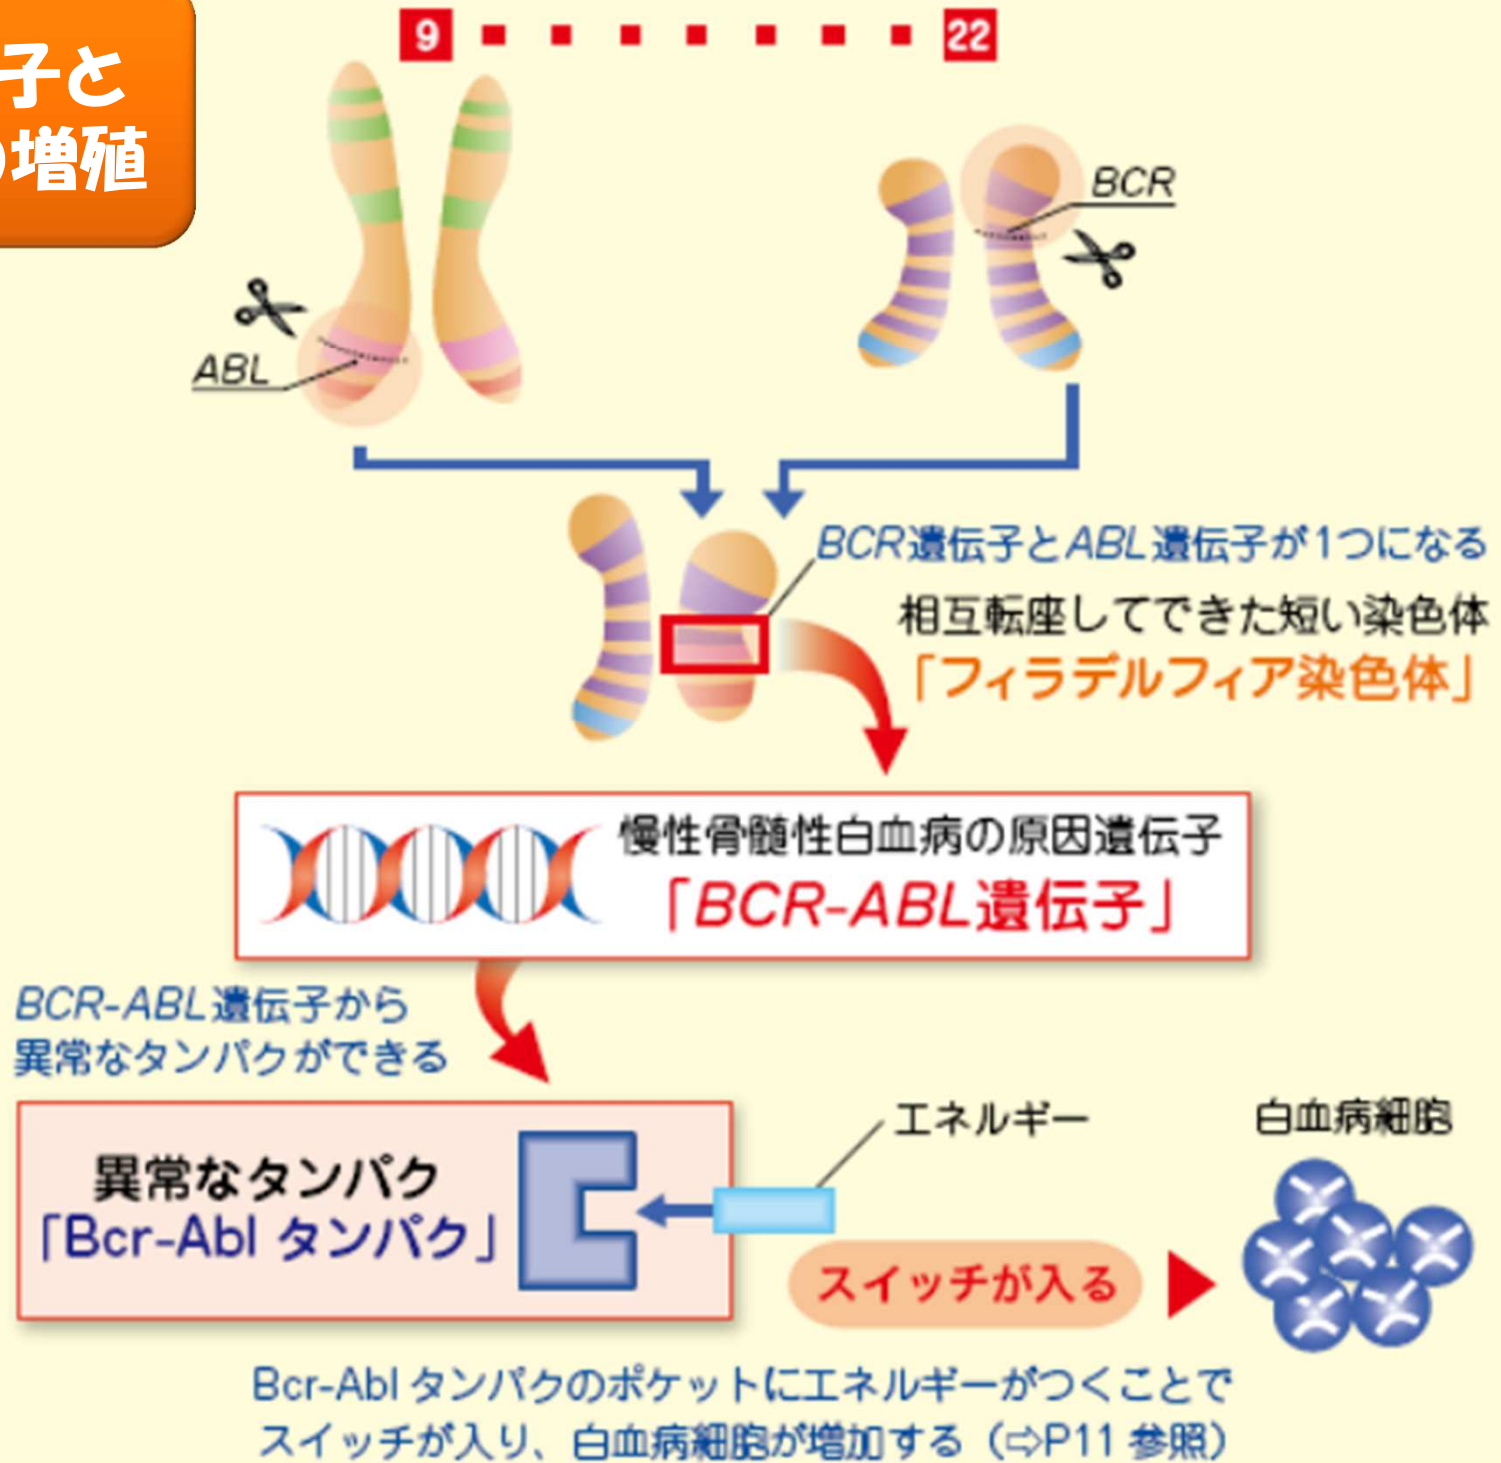 子と
の増殖
9
22
BCR
ABL
BCR遺伝子とABL遺伝子が1つになる
相互転座してできた短い染色体
「フィラデルフィア染色体」
慢性骨髄性白血病の原因遺伝子
「BCR-ABL遺伝子」
BCR-ABL遺伝子から
異常なタンパクができる
エネルギー
白血病細胞
異常なタンパク
「Bcr-Abl タンパク」
スイッチが入る
Bcr-Abl タンパクのポケットにエネルギーがつくことで
スイッチが入り、白血病細胞が増加する（⇨P11 参照）